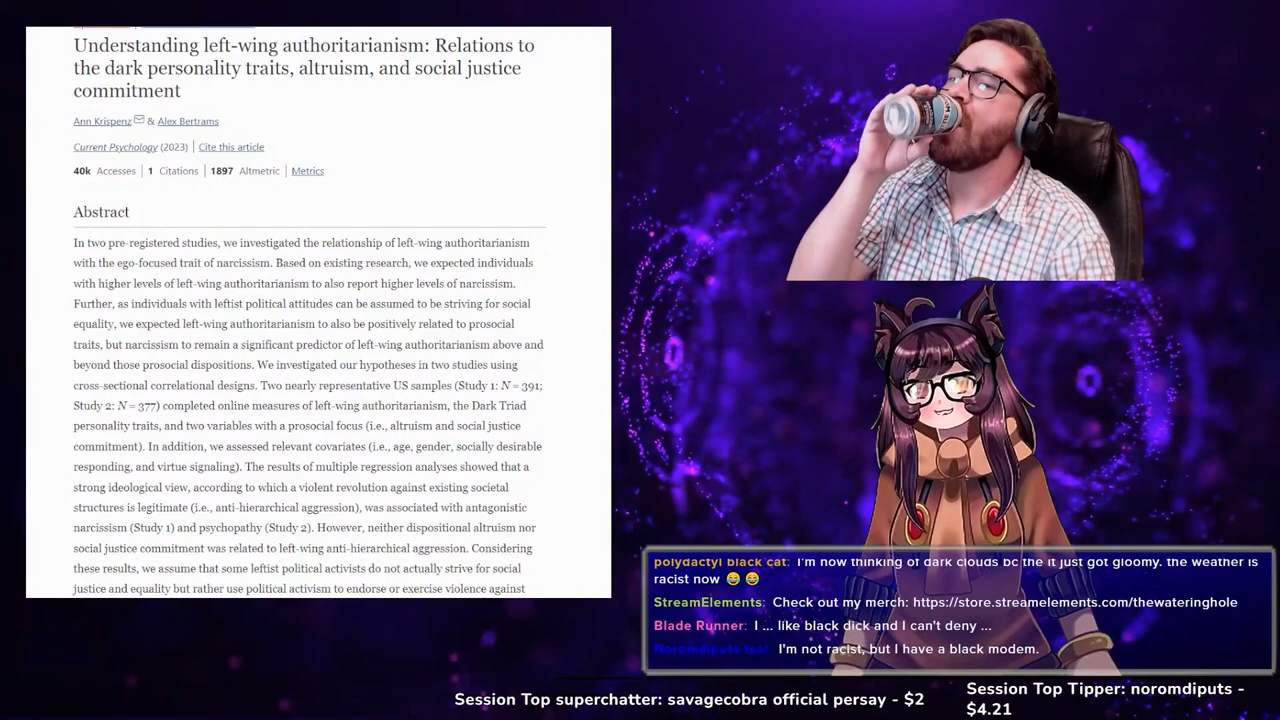 Understanding left-wing authoritarianism: Relations to
the dark personality traits, altruism, and social justice
commitment
Ann Krispenz & Alex Bertrams
Current Psychology (2023) | Cite this article
40k Accesses | 1 Citations | 1897 Altmetric | Metrics
Abstract
In two pre-registered studies, we investigated the relationship of left-wing authoritarianism
with the ego-focused trait of narcissism. Based on existing research, we expected individuals
with higher levels of left-wing authoritarianism to also report higher levels of narcissism.
Further, as individuals with leftist political attitudes can be assumed to be striving for social
equality, we expected left-wing authoritarianism to also be positively related to prosocial
traits, but narcissism to remain a significant predictor of left-wing authoritarianism above and
beyond those prosocial dispositions. We investigated our hypotheses in two studies using
cross-sectional correlational designs. Two nearly representative US samples (Study 1: N = 391;
Study 2: N = 377) completed online measures of left-wing authoritarianism, the Dark Triad
personality traits, and two variables with a prosocial focus (i.e., altruism and social justice
commitment). In addition, we assessed relevant covariates (i.e., age, gender, socially desirable
responding, and virtue signaling). The results of multiple regression analyses showed that a
strong ideological view, according to which a violent revolution against existing societal
structures is legitimate (i.e., anti-hierarchical aggression), was associated with antagonistic
narcissism (Study 1) and psychopathy (Study 2). However, neither dispositional altruism nor
social justice commitment was related to left-wing anti-hierarchical aggression. Considering
these results, we assume that some leftist political activists do not actually strive for social
justice and equality but rather use political activism to endorse or exercise violence against
polydactyl black cat: I'm now thinking of dark clouds bc the it just got gloomy. the weather is
racist now 😂 😂
StreamElements: Check out my merch: https://store.streamelements.com/thewateringhole
Blade Runner: I ... like black dick and I can't deny ...
Noromdiputs I'm not racist, but I have a black modem.
Session Top superchatter: savagecobra official persay - $2
Session Top Tipper: noromdiputs -
$4.21